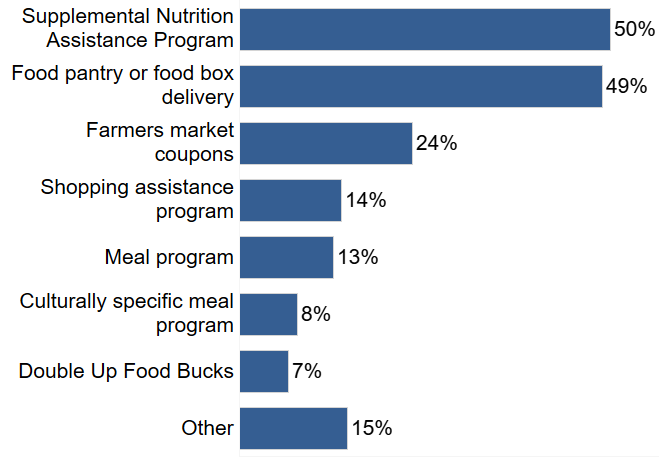 Supplemental Nutrition
Assistance Program
50%
Food pantry or food box
delivery
49%
Farmers market
coupons
24%
Shopping assistance
program
14%
Meal program
13%
Culturally specific meal
program
8%
Double Up Food Bucks
7%
Other
15%